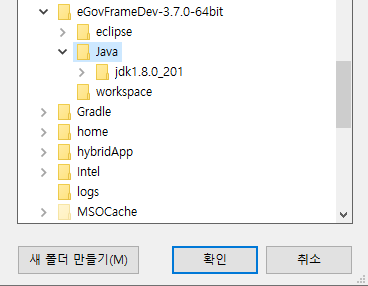 eGovFrameDev-3.7.0-64bit
eclipse
Java
jdk1.8.0_201
workspace
Gradle
home
hybridApp
Intel
logs
MSOCache
새 폴더 만들기(M)
확인
취소